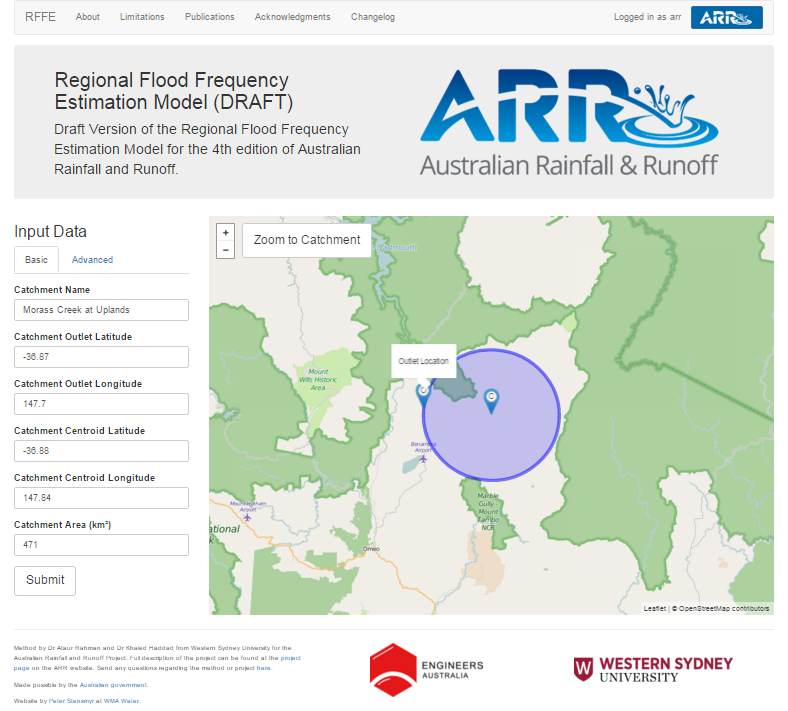 RFFE About Limitations Publications Acknowledgments Changelog Logged in as arr ARR
Regional Flood Frequency
Estimation Model (DRAFT)
Draft Version of the Regional Flood Frequency
Estimation Model for the 4th edition of Australian
Rainfall and Runoff.
ARR
Australian Rainfall & Runoff
Input Data
Basic Advanced
Catchment Name
Morass Creek at Uplands
Catchment Outlet Latitude
-36.87
Catchment Outlet Longitude
147.7
Catchment Centroid Latitude
-36.88
Catchment Centroid Longitude
147.84
Catchment Area (km²)
471
Submit
+
−
Zoom to Catchment
Outlet Location
C
Mount
Wills Historic
Area
Benambra
Airport
Marble
Gully -
Mount
Tambo
NCR
Mount Hotham
Airport
Omeo
Leaflet | © OpenStreetMap contributors
Method by Dr Ataur Rahman and Dr Khaled Haddad from Western Sydney University for the
Australian Rainfall and Runoff Project. Full description of the project can be found at the project
page on the ARR website. Send any questions regarding the method or project here.
Made possible by the Australian government.
Website by Peter Stensmyr at WMA Water.
ENGINEERS
AUSTRALIA
W WESTERN SYDNEY
UNIVERSITY